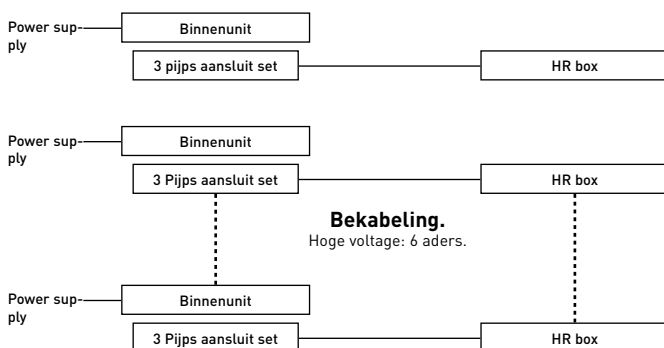 Power sup-
ply
Binnenunit
3 pijps aansluit set
HR box
Power sup-
ply
Binnenunit
3 Pijps aansluit set
HR box
Bekabeling.
Hoge voltage: 6 aders.
Power sup-
ply
Binnenunit
3 Pijps aansluit set
HR box